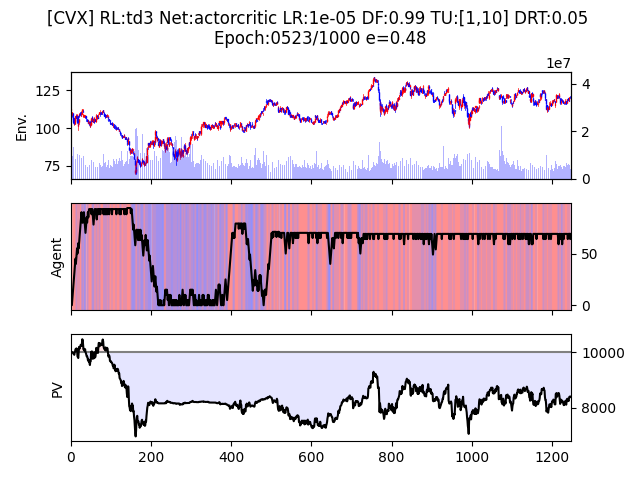 [CVX] RL:td3 Net:actorcritic LR:1e-05 DF:0.99 TU:[1,10] DRT:0.05
Epoch:0523/1000 e=0.48
1e7
Env.
125
100
75
4
2
0
Agent
50
0
PV
10000
8000
0 200 400 600 800 1000 1200